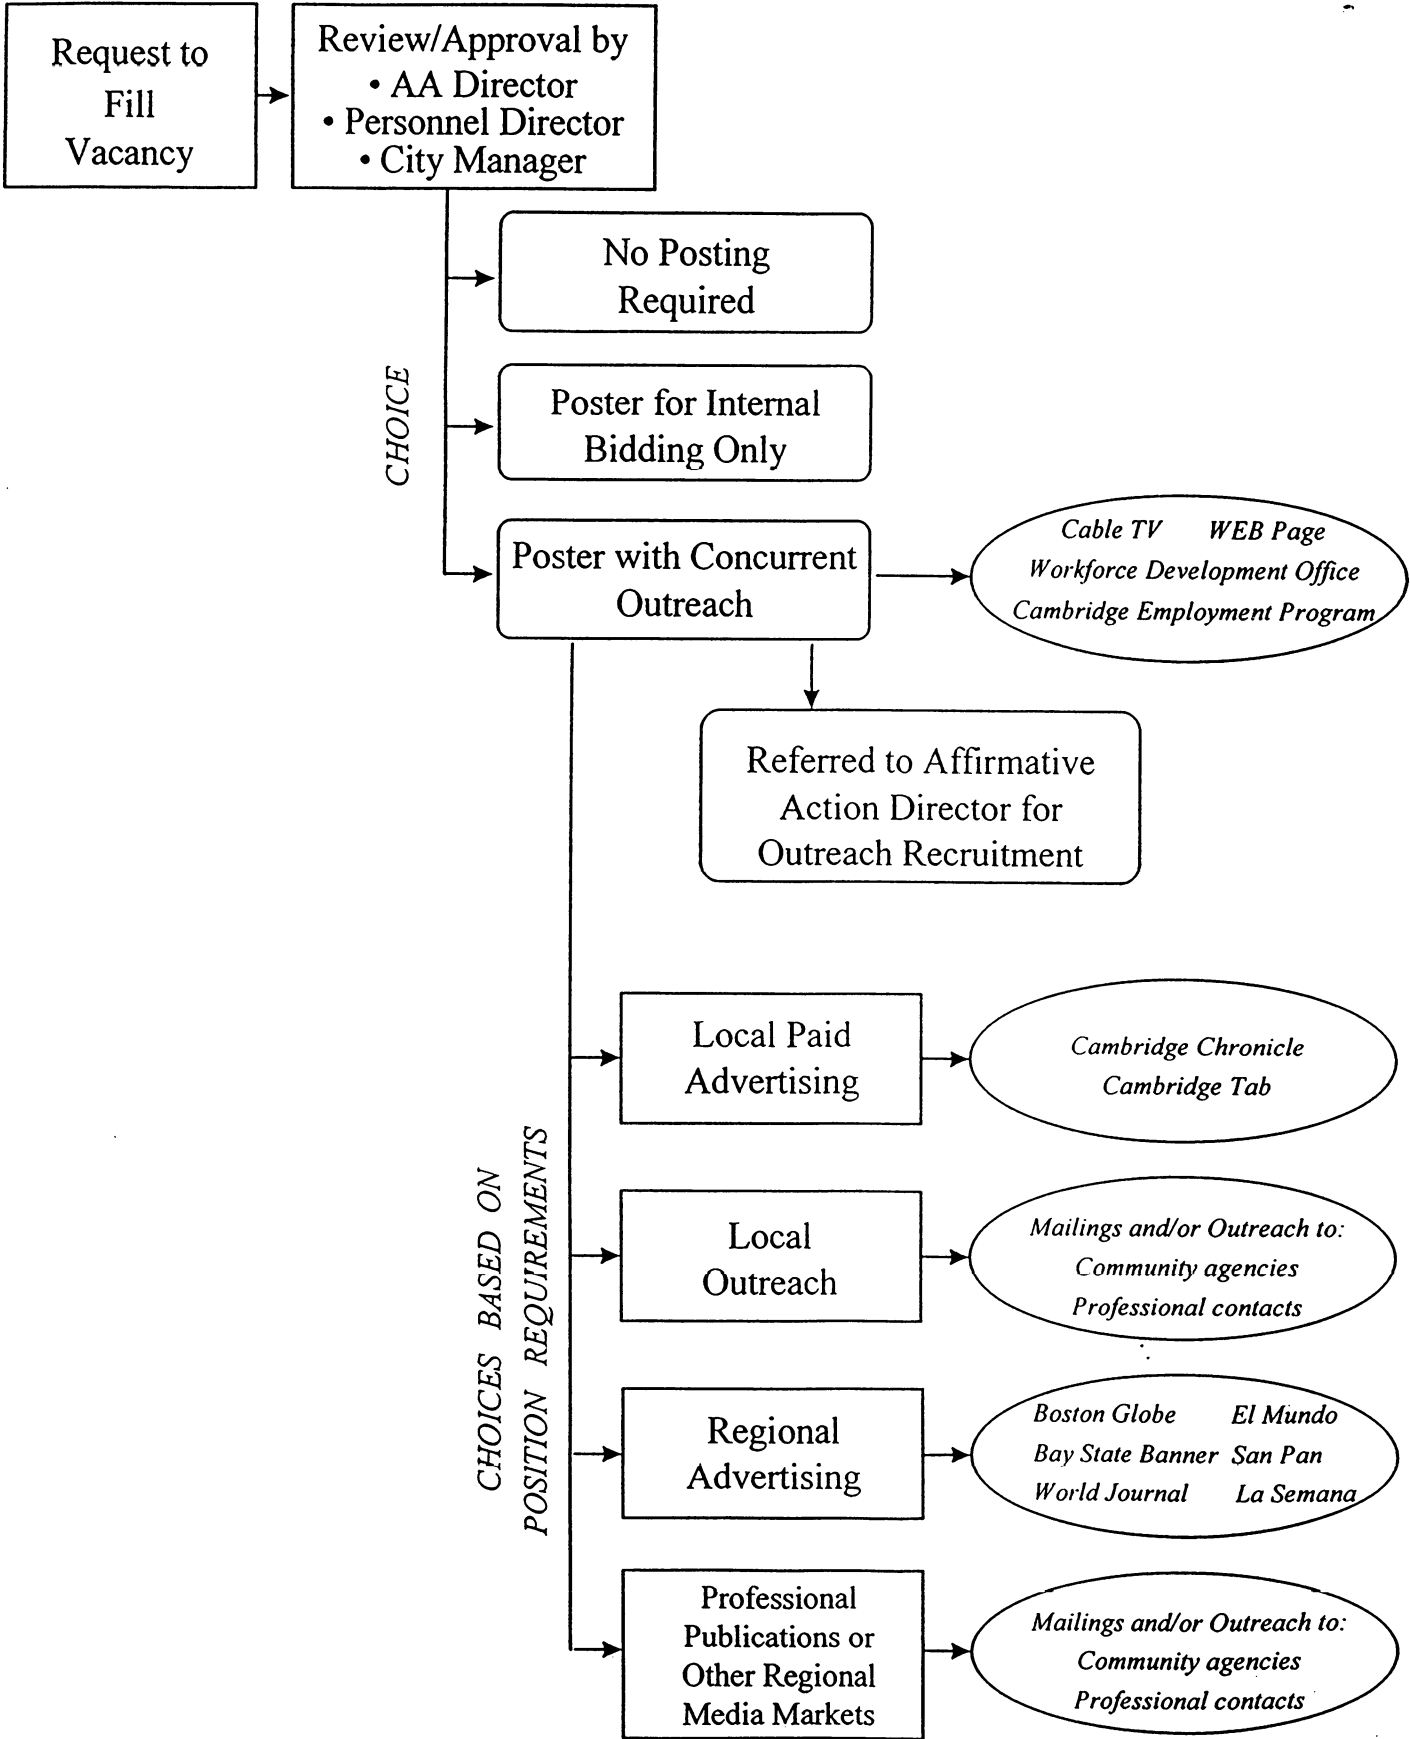 Request to
Fill
Vacancy
Review/Approval by
• AA Director
• Personnel Director
• City Manager
No Posting
Required
CHOICE
Poster for Internal
Bidding Only
Poster with Concurrent
Outreach
Cable TV WEB Page
Workforce Development Office
Cambridge Employment Program
Referred to Affirmative
Action Director for
Outreach Recruitment
CHOICES BASED ON
POSITION REQUIREMENTS
Local Paid
Advertising
Cambridge Chronicle
Cambridge Tab
Local
Outreach
Mailings and/or Outreach to:
Community agencies
Professional contacts
Regional
Advertising
Boston Globe El Mundo
Bay State Banner San Pan
World Journal La Semana
Professional
Publications or
Other Regional
Media Markets
Mailings and/or Outreach to:
Community agencies
Professional contacts